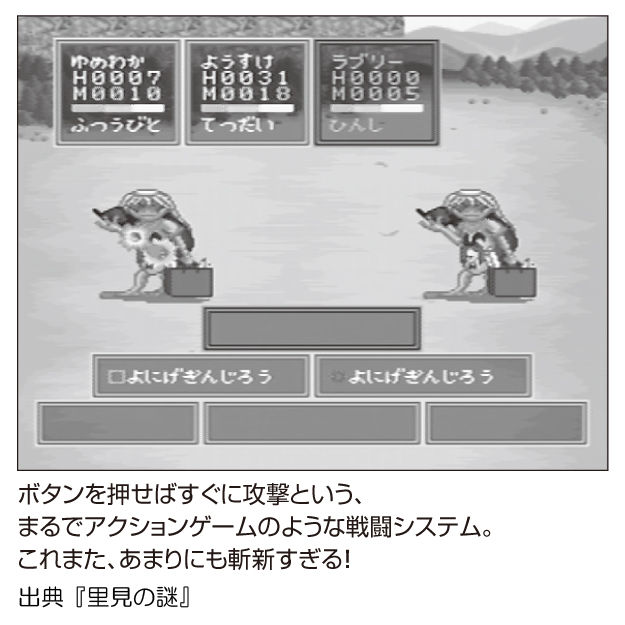 ゆめわか ようすけ ラブリー
H0007 H0031 H0000
M0010 M0018 M0005
ふつうびと てつだい ひんし
□よにげぎんじろう ○よにげぎんじろう
ボタンを押せばすぐに攻撃という、
まるでアクションゲームのような戦闘システム。
これまた、あまりにも斬新すぎる!
出典『里見の謎』